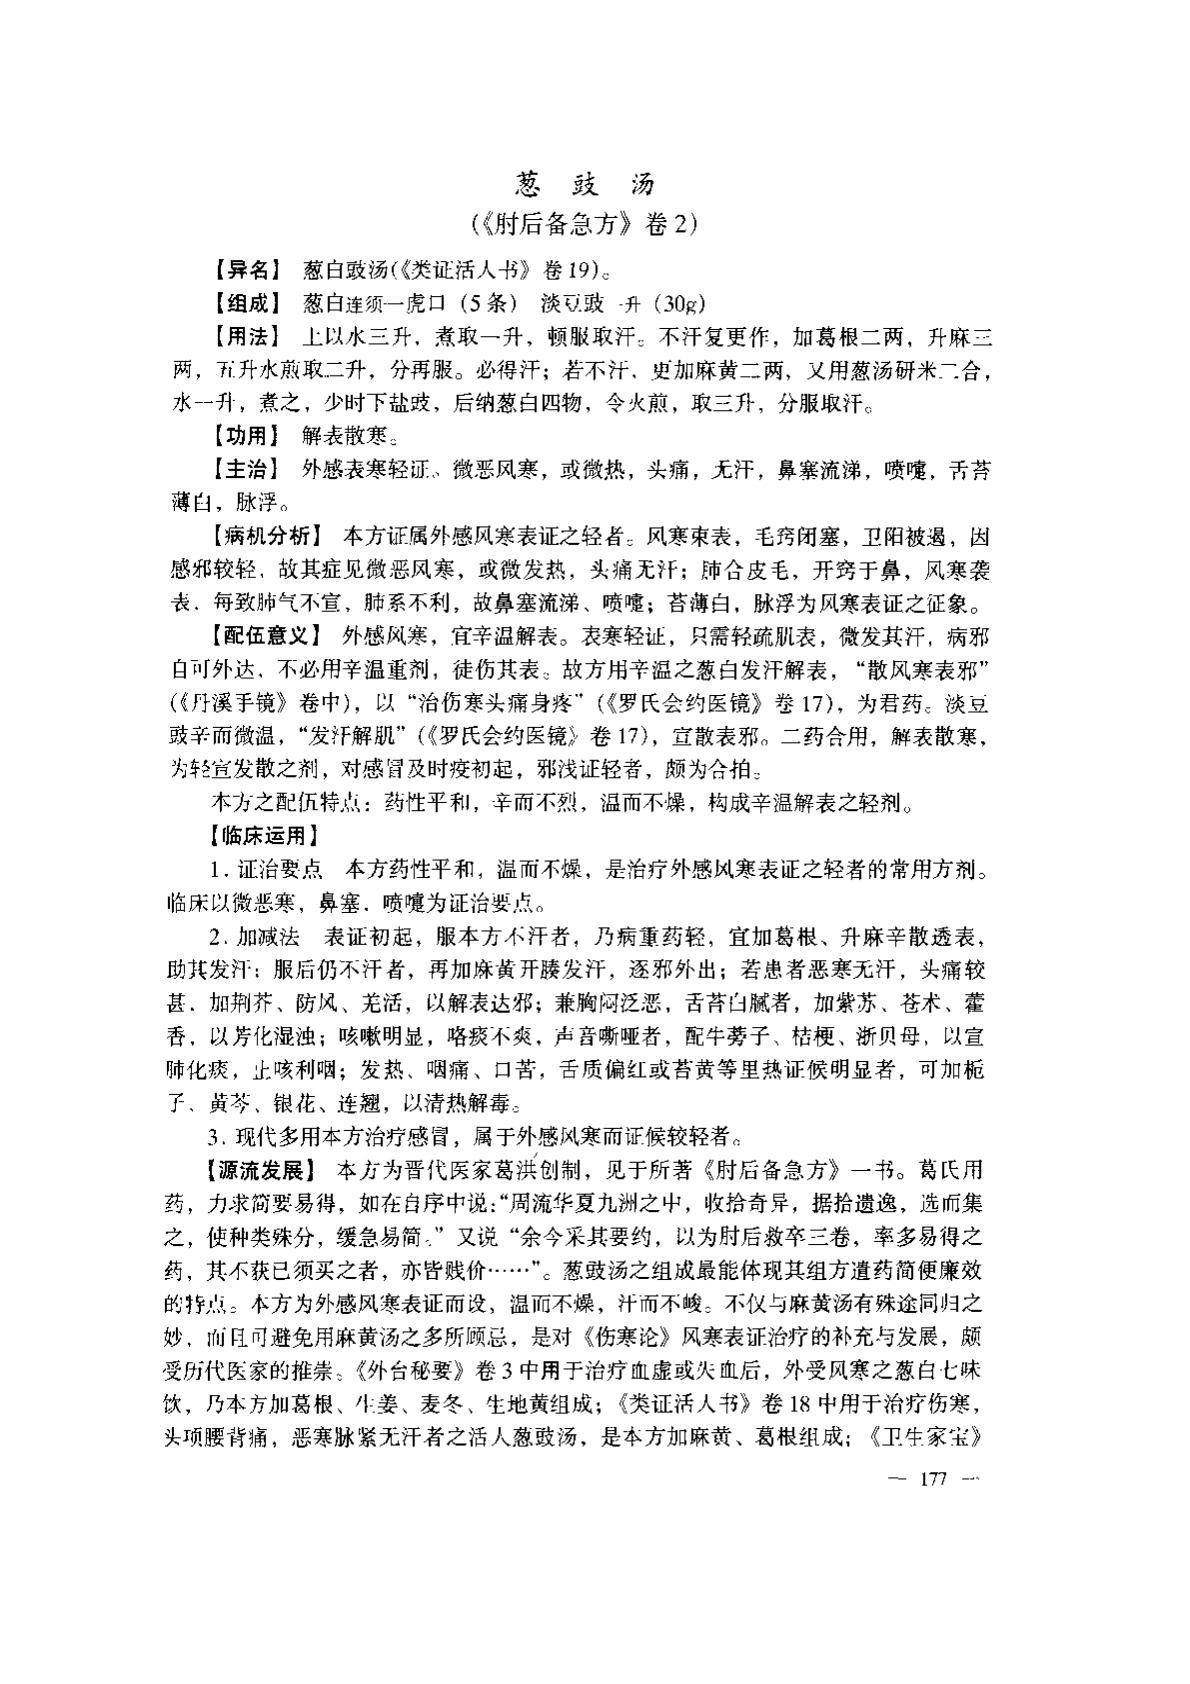 葱 豉 汤
(《肘后备急方》卷 2)
【异名】 葱白豉汤(《类证活人书》卷 19)。
【组成】 葱白连须一虎口（5 条） 淡豆豉一升（30g）
【用法】 上以水三升，煮取一升，顿服取汗。不汗复更作，加葛根二两，升麻三
两，五升水煎取二升，分再服。必得汗；若不汗，更加麻黄二两，又用葱汤研米二合，
水一升，煮之，少时下盐豉，后纳葱白四物，令火煎，取三升，分服取汗。
【功用】 解表散寒。
【主治】 外感表寒轻证。微恶风寒，或微热，头痛，无汗，鼻塞流涕，喷嚏，舌苔
薄白，脉浮。
【病机分析】 本方证属外感风寒表证之轻者。风寒束表，毛窍闭塞，卫阳被遏，因
感邪较轻，故其症见微恶风寒，或微发热，头痛无汗；肺合皮毛，开窍于鼻，风寒袭
表，每致肺气不宣，肺系不利，故鼻塞流涕、喷嚏；苔薄白，脉浮为风寒表证之征象。
【配伍意义】 外感风寒，宜辛温解表。表寒轻证，只需轻疏肌表，微发其汗，病邪
自可外达，不必用辛温重剂，徒伤其表。故方用辛温之葱白发汗解表，“散风寒表邪”
(《丹溪手镜》卷中)，以“治伤寒头痛身疼”(《罗氏会约医镜》卷 17)，为君药。淡豆
豉辛而微温，“发汗解肌”(《罗氏会约医镜》卷 17)，宣散表邪。二药合用，解表散寒，
为轻宣发散之剂，对感冒及时疫初起，邪浅证轻者，颇为合拍。
本方之配伍特点：药性平和，辛而不烈，温而不燥，构成辛温解表之轻剂。
【临床运用】
1. 证治要点 本方药性平和，温而不燥，是治疗外感风寒表证之轻者的常用方剂。
临床以微恶寒，鼻塞，喷嚏为证治要点。
2. 加减法 表证初起，服本方不汗者，乃病重药轻，宜加葛根、升麻辛散透表，
助其发汗；服后仍不汗者，再加麻黄开腠发汗，逐邪外出；若患者恶寒无汗，头痛较
甚，加荆芥、防风、羌活，以解表达邪；兼胸闷泛恶，舌苔白腻者，加紫苏、苍术、藿
香，以芳化湿浊；咳嗽明显，咯痰不爽，声音嘶哑者，配牛蒡子、桔梗、浙贝母，以宣
肺化痰，止咳利咽；发热、咽痛、口苦，舌质偏红或苔黄等里热证候明显者，可加栀
子、黄芩、银花、连翘，以清热解毒。
3. 现代多用本方治疗感冒，属于外感风寒而证候较轻者。
【源流发展】 本方为晋代医家葛洪创制，见于所著《肘后备急方》一书。葛氏用
药，力求简要易得，如在自序中说：“周流华夏九洲之中，收拾奇异，据拾遗逸，选而集
之，使种类殊分，缓急易简。”又说“余今采其要约，以为肘后救卒三卷，率多易得之
药，其不获已须买之者，亦皆贱价……”。葱豉汤之组成最能体现其组方遣药简便廉效
的特点。本方为外感风寒表证而设，温而不燥，汗而不峻。不仅与麻黄汤有殊途同归之
妙，而且可避免用麻黄汤之多所顾忌，是对《伤寒论》风寒表证治疗的补充与发展，颇
受历代医家的推崇。《外台秘要》卷 3 中用于治疗血虚或失血后，外受风寒之葱白七味
饮，乃本方加葛根、生姜、麦冬、生地黄组成；《类证活人书》卷 18 中用于治疗伤寒，
头项腰背痛，恶寒脉紧无汗者之活人葱豉汤，是本方加麻黄、葛根组成；《卫生家宝》
— 177 —